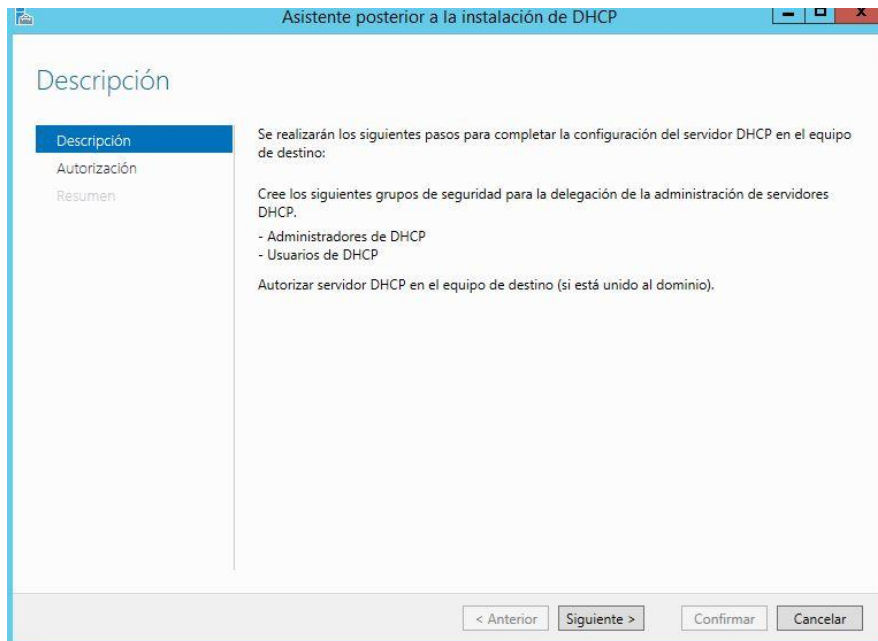 Asistente posterior a la instalación de DHCP
Descripción
Descripción
Autorización
Resumen
Se realizarán los siguientes pasos para completar la configuración del servidor DHCP en el equipo
de destino:
Cree los siguientes grupos de seguridad para la delegación de la administración de servidores
DHCP.
- Administradores de DHCP
- Usuarios de DHCP
Autorizar servidor DHCP en el equipo de destino (si está unido al dominio).
< Anterior
Siguiente >
Confirmar
Cancelar